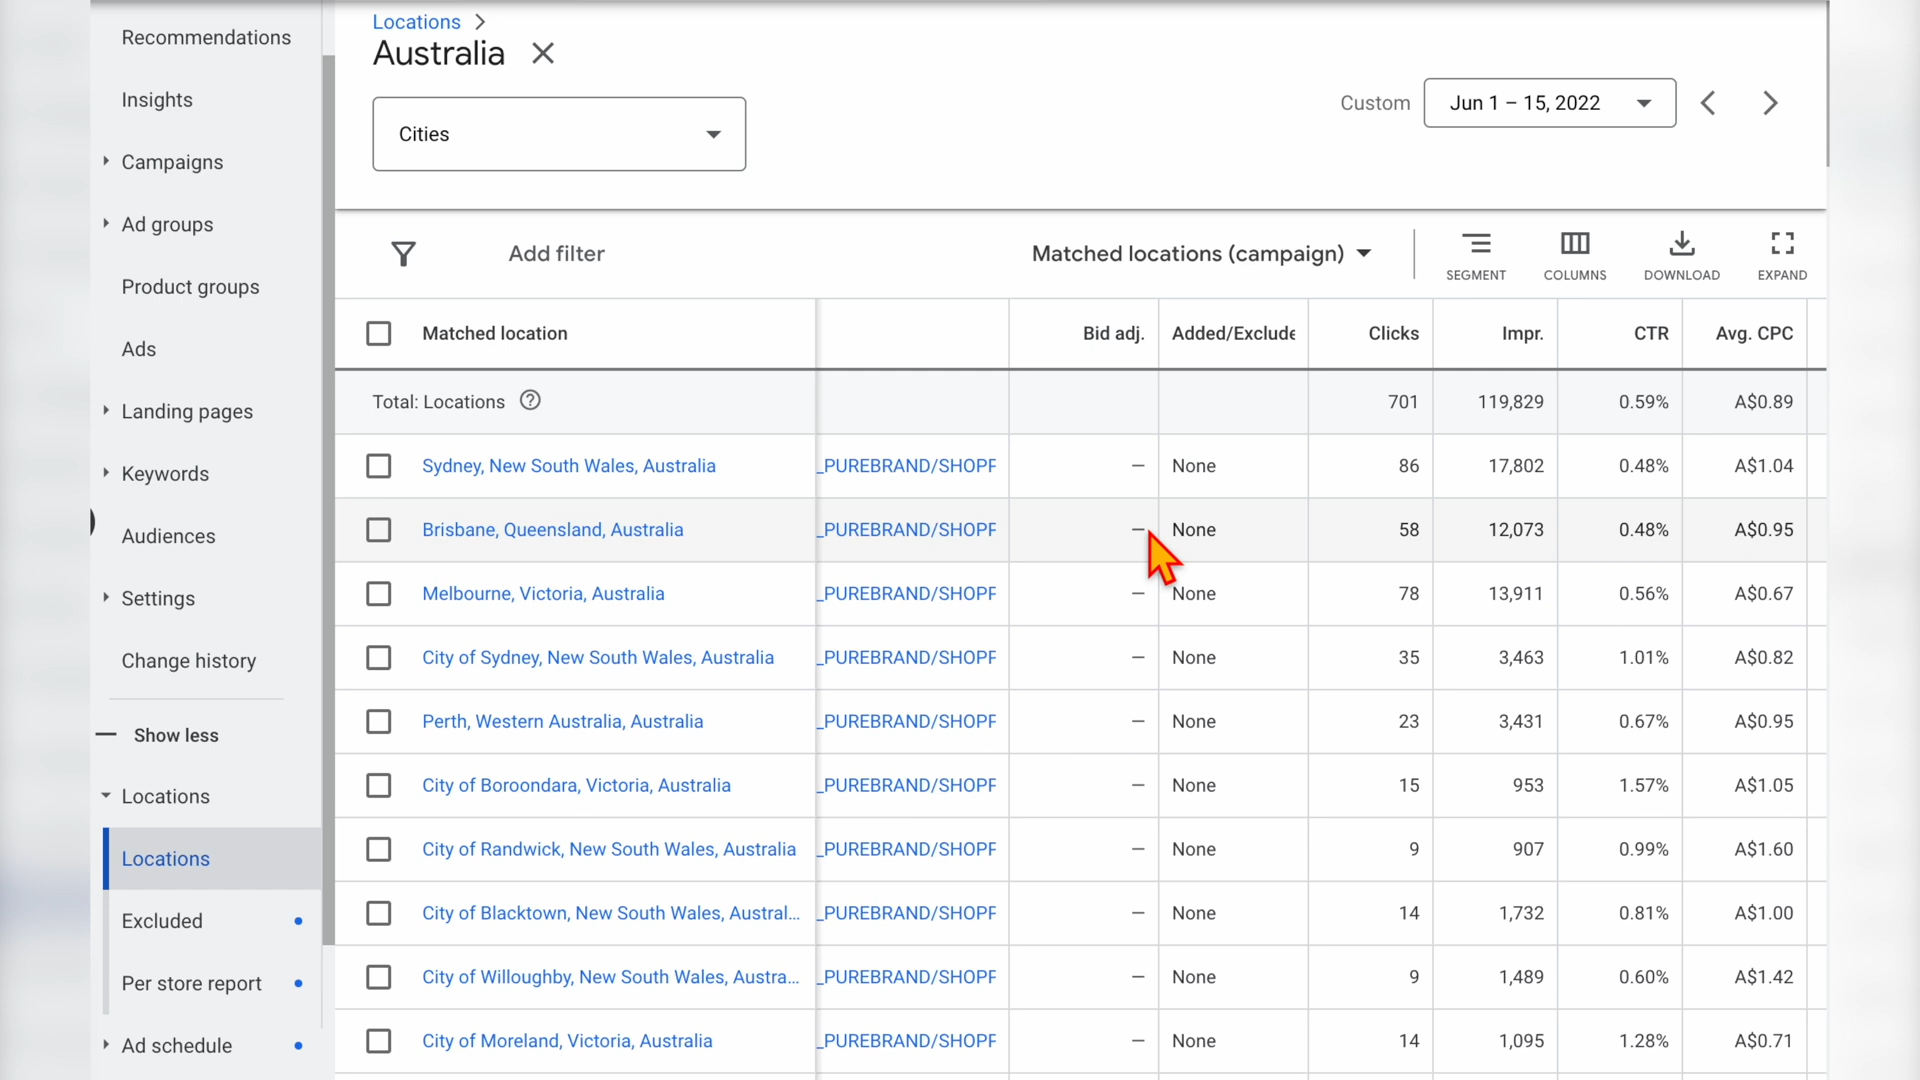 Recommendations
Insights
Campaigns
Ad groups
Product groups
Ads
Landing pages
Keywords
Audiences
Settings
Change history
Show less
Locations
Locations
Excluded
Per store report
Ad schedule
Locations
Australia
Cities
Custom Jun 1 – 15, 2022
Add filter Matched locations (campaign) SEGMENT COLUMNS DOWNLOAD EXPAND
Matched location Bid adj. Added/Exclude Clicks Impr. CTR Avg. CPC
Total: Locations 701 119,829 0.59% A$0.89
Sydney, New South Wales, Australia _PUREBRAND/SHOPF — None 86 17,802 0.48% A$1.04
Brisbane, Queensland, Australia _PUREBRAND/SHOPF — None 58 12,073 0.48% A$0.95
Melbourne, Victoria, Australia _PUREBRAND/SHOPF — None 78 13,911 0.56% A$0.67
City of Sydney, New South Wales, Australia _PUREBRAND/SHOPF — None 35 3,463 1.01% A$0.82
Perth, Western Australia, Australia _PUREBRAND/SHOPF — None 23 3,431 0.67% A$0.95
City of Boroondara, Victoria, Australia _PUREBRAND/SHOPF — None 15 953 1.57% A$1.05
City of Randwick, New South Wales, Australia _PUREBRAND/SHOPF — None 9 907 0.99% A$1.60
City of Blacktown, New South Wales, Austral... _PUREBRAND/SHOPF — None 14 1,732 0.81% A$1.00
City of Willoughby, New South Wales, Austra... _PUREBRAND/SHOPF — None 9 1,489 0.60% A$1.42
City of Moreland, Victoria, Australia _PUREBRAND/SHOPF — None 14 1,095 1.28% A$0.71